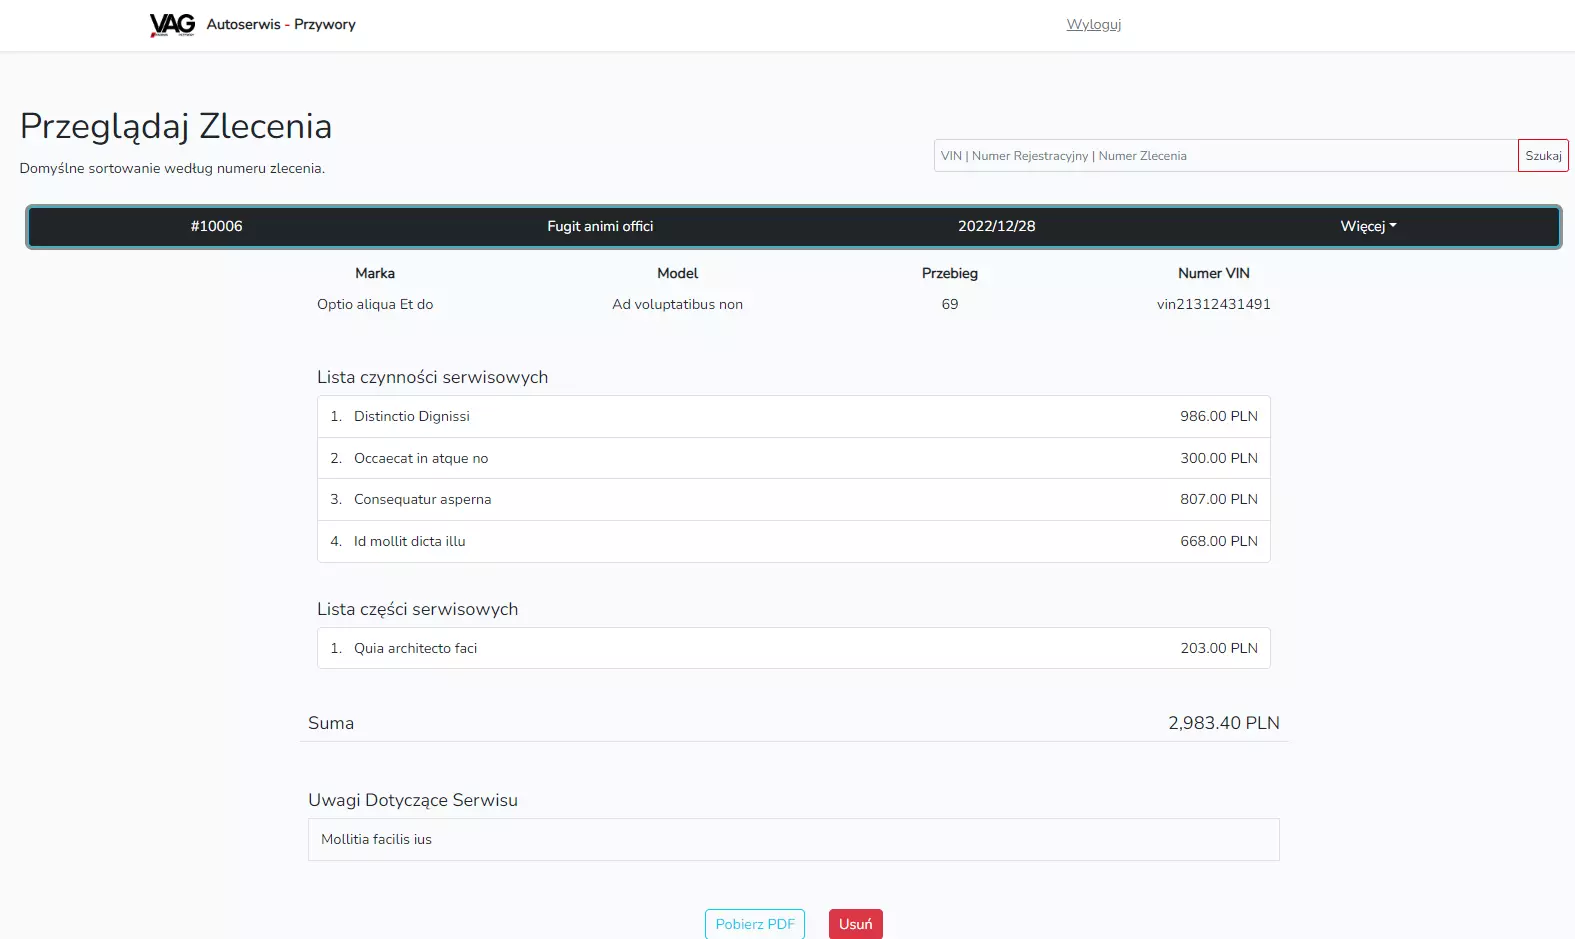 VAG Autoserwis - Przywory
Wyloguj
Przeglądaj Zlecenia
Domyślne sortowanie według numeru zlecenia.
VIN | Numer Rejestracyjny | Numer Zlecenia
Szukaj
#10006 Fugit animi offici 2022/12/28 Więcej
Marka Model Przebieg Numer VIN
Optio aliqua Et do Ad voluptatibus non 69 vin21312431491
Lista czynności serwisowych
1. Distinctio Dignissi 986.00 PLN
2. Occaecat in atque no 300.00 PLN
3. Consequatur asperna 807.00 PLN
4. Id mollit dicta illu 668.00 PLN
Lista części serwisowych
1. Quia architecto faci 203.00 PLN
Suma 2,983.40 PLN
Uwagi Dotyczące Serwisu
Mollitia facilis ius
Pobierz PDF Usuń